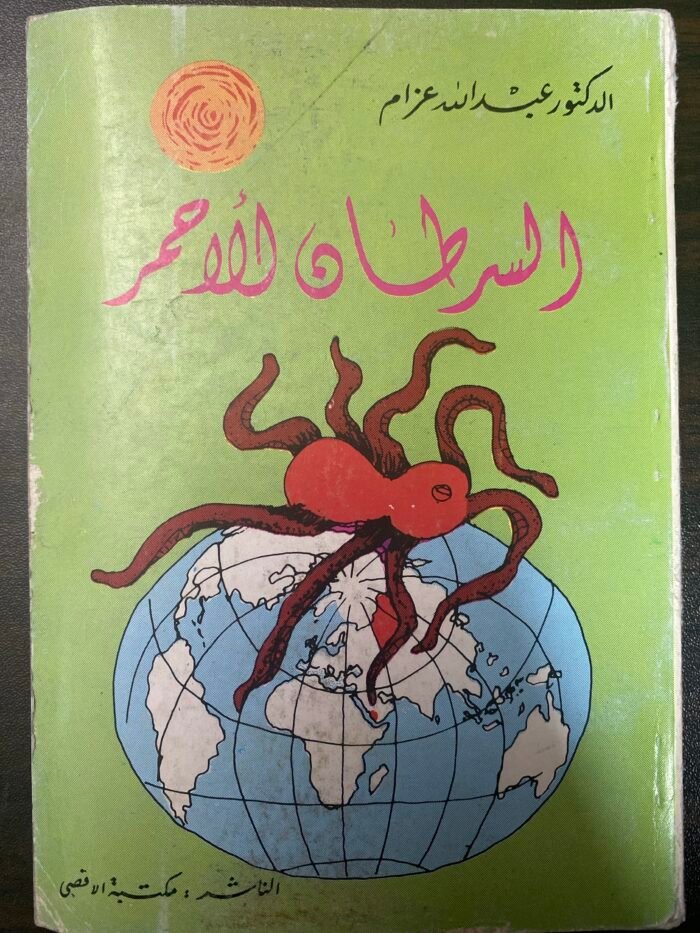 الدكتور عبد الله عزام
السرطان الأحمر
الناشر : مكتبة الاقصى